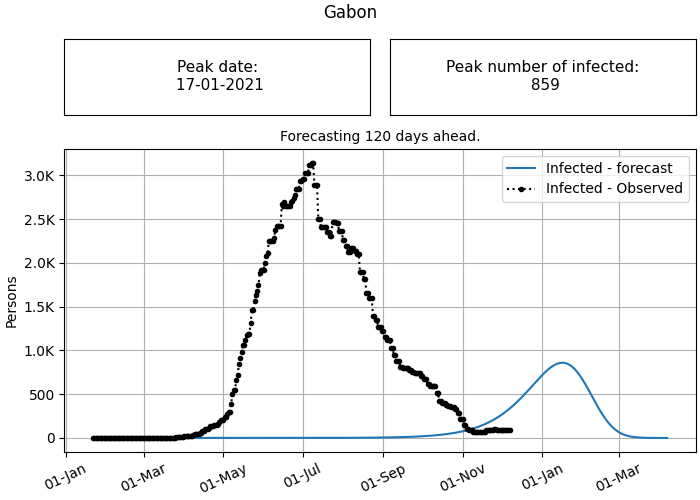 Gabon
Peak date:
17-01-2021
Peak number of infected:
859
Forecasting 120 days ahead.
Infected - forecast
Infected - Observed
Persons
3.0K
2.5K
2.0K
1.5K
1.0K
500
0
01-Jan
01-Mar
01-May
01-Jul
01-Sep
01-Nov
01-Jan
01-Mar